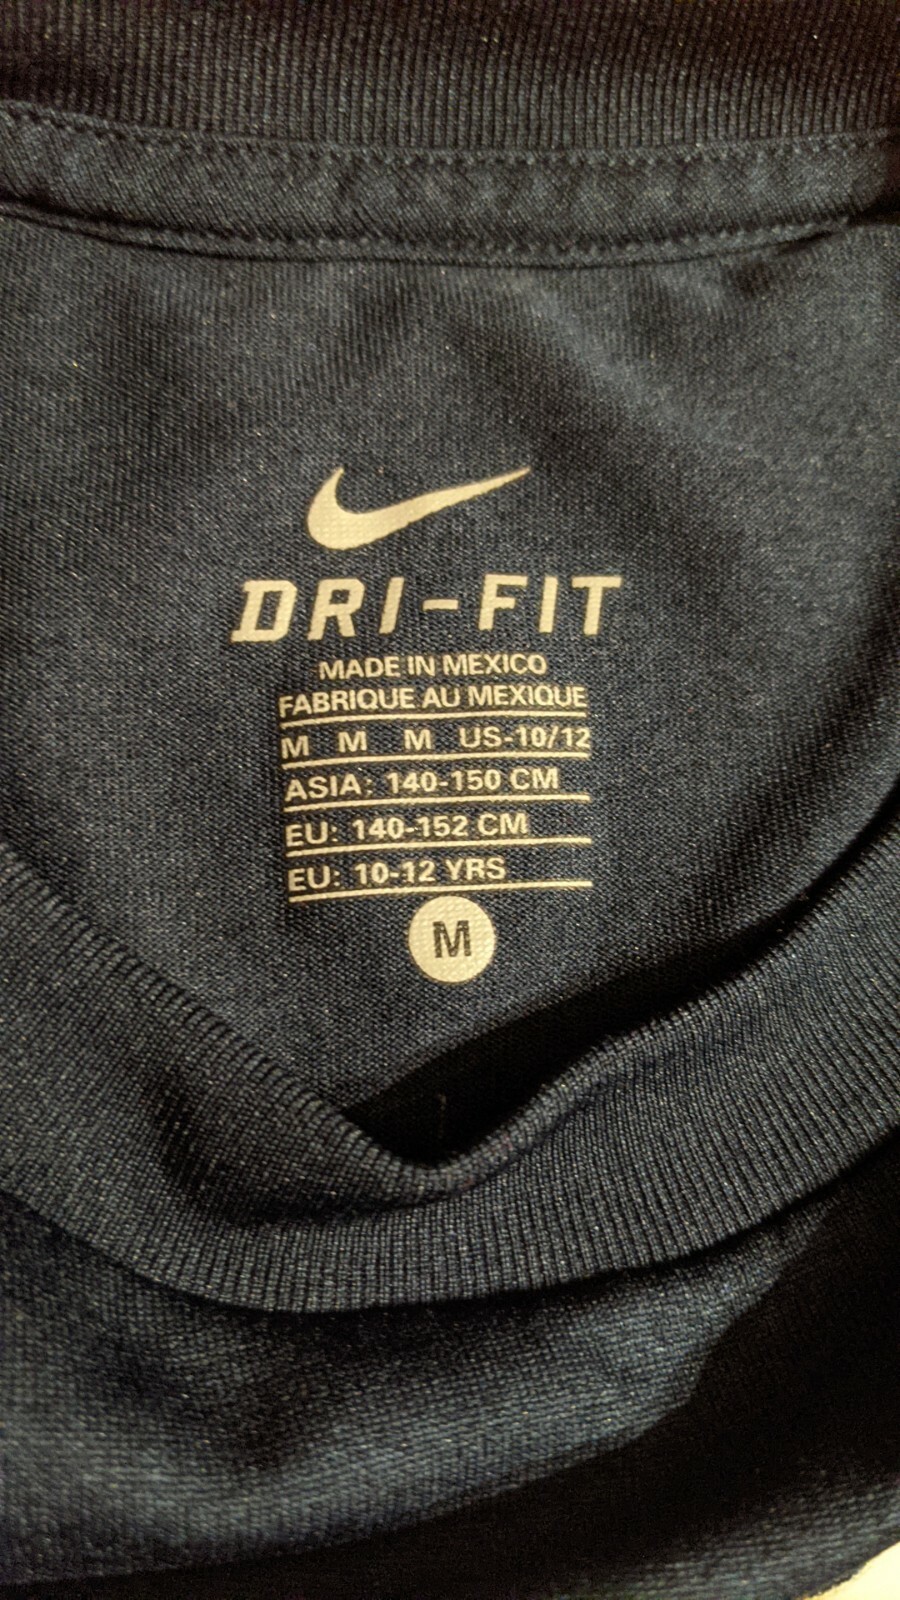 DRI-FIT
MADE IN MEXICO
FABRIQUE AU MEXIQUE
M M M US-10/12
ASIA: 140-150 CM
EU: 140-152 CM
EU: 10-12 YRS
M